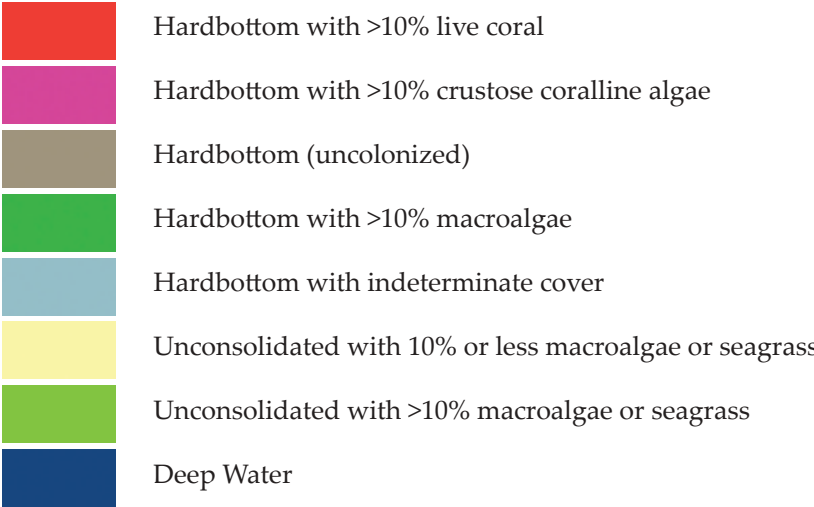 Hardbottom with >10% live coral
Hardbottom with >10% crustose coralline algae
Hardbottom (uncolonized)
Hardbottom with >10% macroalgae
Hardbottom with indeterminate cover
Unconsolidated with 10% or less macroalgae or seagrass
Unconsolidated with >10% macroalgae or seagrass
Deep Water